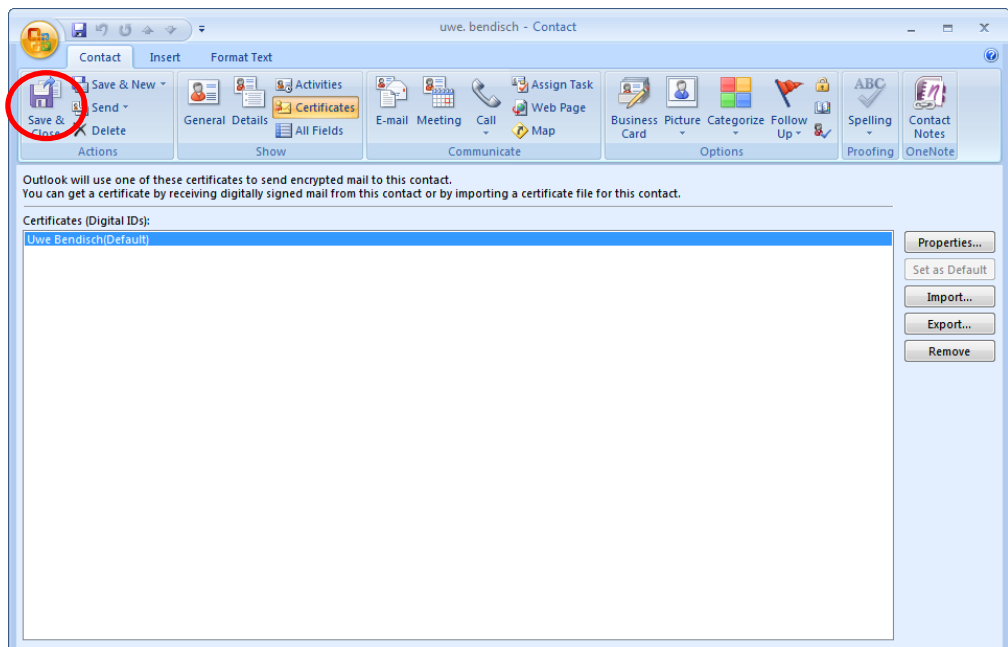 uwe. bendisch - Contact
Contact Insert Format Text
Save & Close
Save & New
Send
Delete
Actions
General
Details
Activities
Certificates
All Fields
Show
E-mail
Meeting
Call
Assign Task
Web Page
Map
Communicate
Business Card
Picture
Categorize
Follow Up
Options
ABC
Spelling
Proofing
Contact Notes
OneNote
Outlook will use one of these certificates to send encrypted mail to this contact.
You can get a certificate by receiving digitally signed mail from this contact or by importing a certificate file for this contact.
Certificates (Digital IDs):
Uwe Bendisch(Default)
Properties...
Set as Default
Import...
Export...
Remove